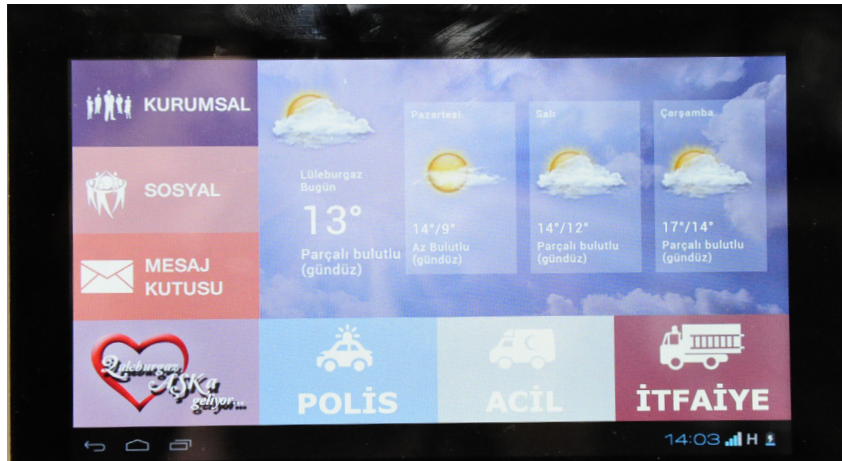 KURUMSAL
SOSYAL
MESAJ
KUTUSU
Lüleburgaz
AŞKa
geliyor...
Lüleburgaz
Bugün
13°
Parçalı bulutlu
(gündüz)
Pazartesi
14°/9°
Az Bulutlu
(gündüz)
Salı
14°/12°
Parçalı bulutlu
(gündüz)
Çarşamba
17°/14°
Parçalı bulutlu
(gündüz)
POLİS
ACİL
İTFAİYE
14:03 H